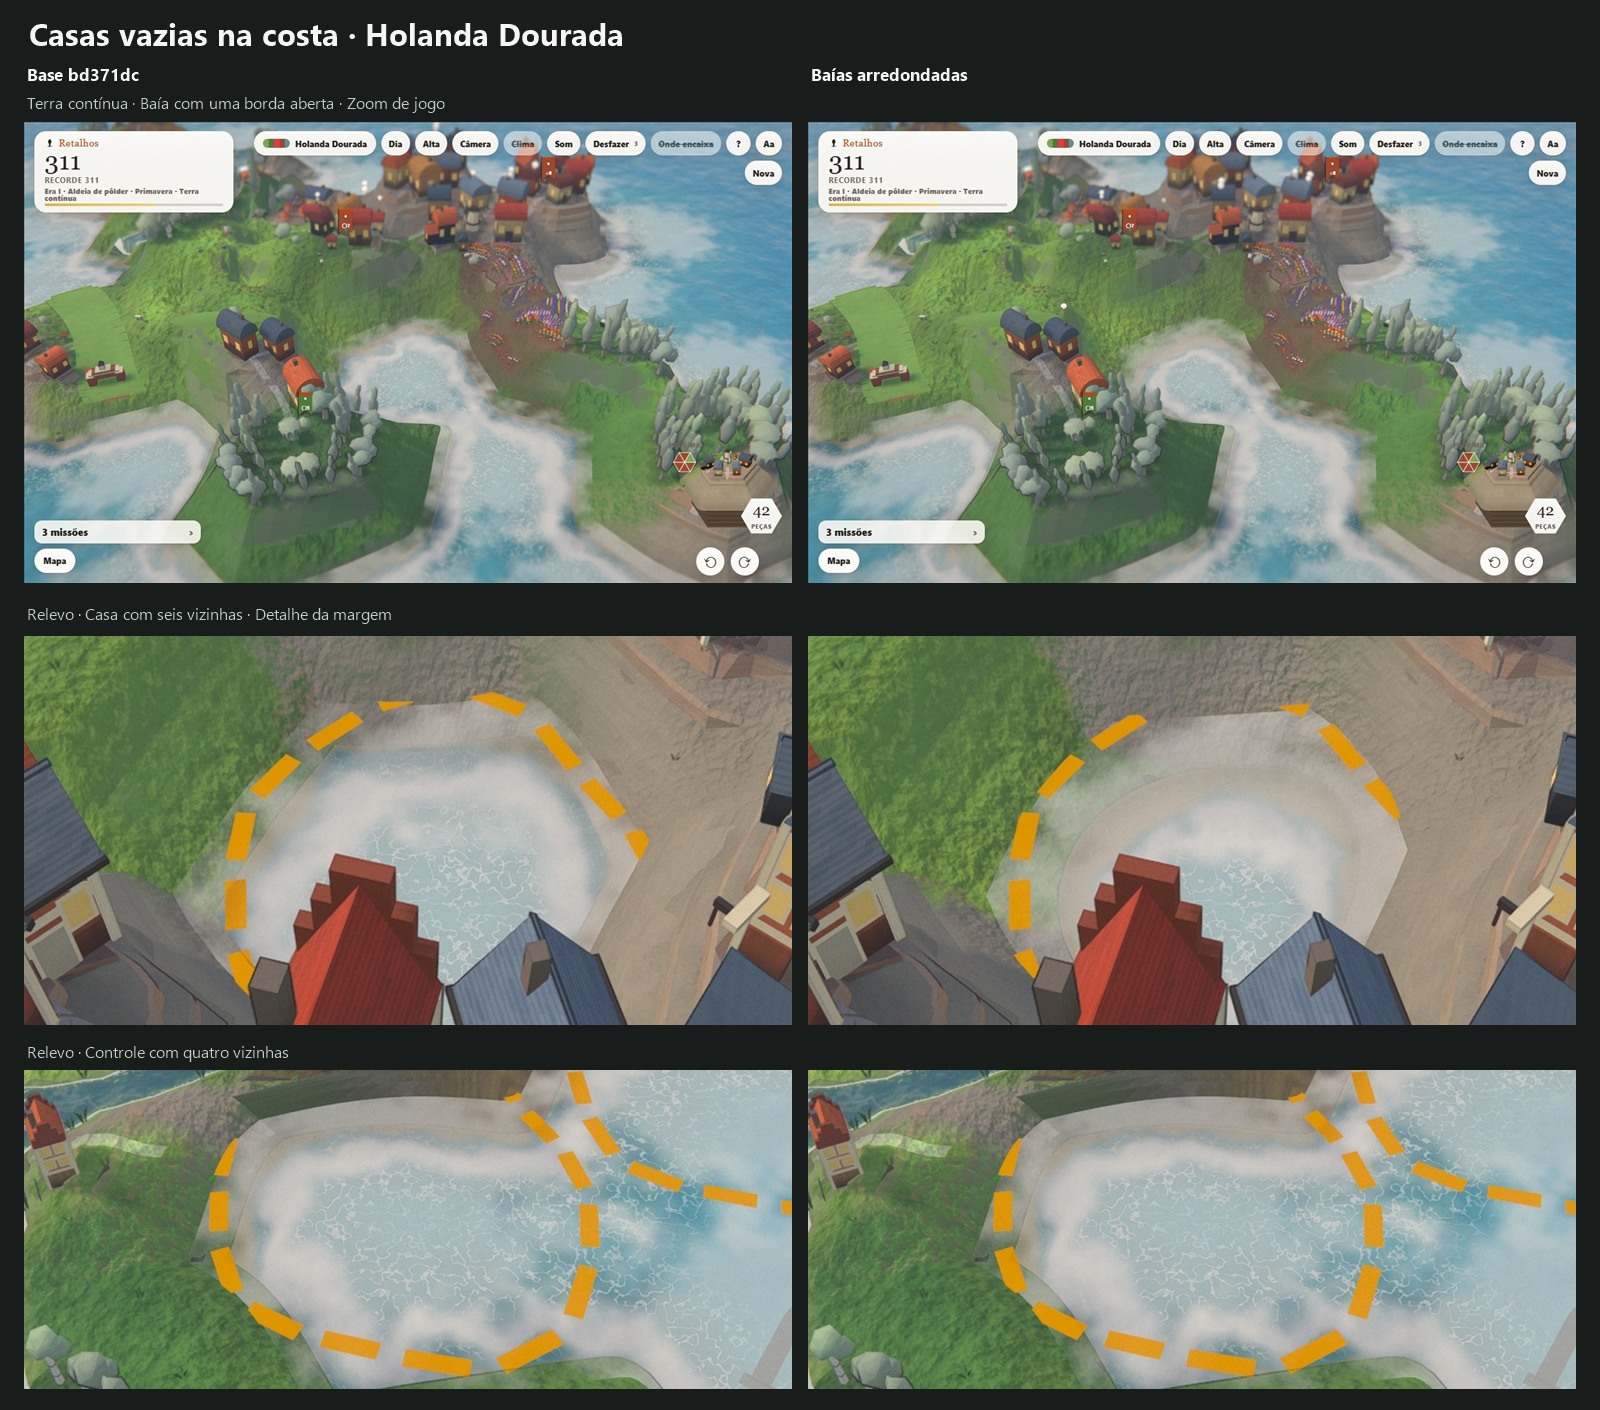 Casas vazias na costa · Holanda Dourada
Base bd371dc
Baías arredondadas
Terra contínua · Baía com uma borda aberta · Zoom de jogo
Retalhos
311
RECORDE 311
Era I · Aldeia de pôlder · Primavera · Terra
contínua
Holanda Dourada
Dia
Alta
Câmera
Clima
Som
Desfazer 3
Onde encaixa
?
Aa
Nova
42
PEÇAS
3 missões ›
Mapa
Retalhos
311
RECORDE 311
Era I · Aldeia de pôlder · Primavera · Terra
contínua
Holanda Dourada
Dia
Alta
Câmera
Clima
Som
Desfazer 3
Onde encaixa
?
Aa
Nova
42
PEÇAS
3 missões ›
Mapa
Relevo · Casa com seis vizinhas · Detalhe da margem
Relevo · Controle com quatro vizinhas